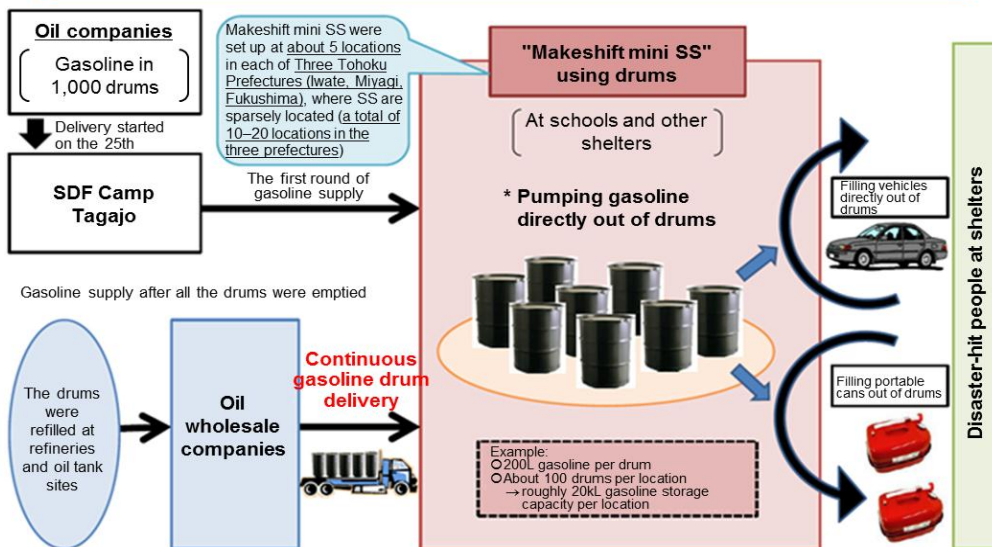 Oil companies
Gasoline in
1,000 drums
Delivery started
on the 25th
SDF Camp
Tagajo
Makeshift mini SS were
set up at about 5 locations
in each of Three Tohoku
Prefectures (Iwate, Miyagi,
Fukushima), where SS are
sparsely located (a total of
10–20 locations in the
three prefectures)
The first round of
gasoline supply
"Makeshift mini SS"
using drums
At schools and other
shelters
* Pumping gasoline
directly out of drums
Filling vehicles
directly out of
drums
Filling portable
cans out of drums
Disaster-hit people at shelters
Gasoline supply after all the drums were emptied
The drums
were
refilled at
refineries
and oil tank
sites
Oil
wholesale
companies
Continuous
gasoline drum
delivery
Example:
○200L gasoline per drum
○About 100 drums per location
→roughly 20kL gasoline storage
capacity per location